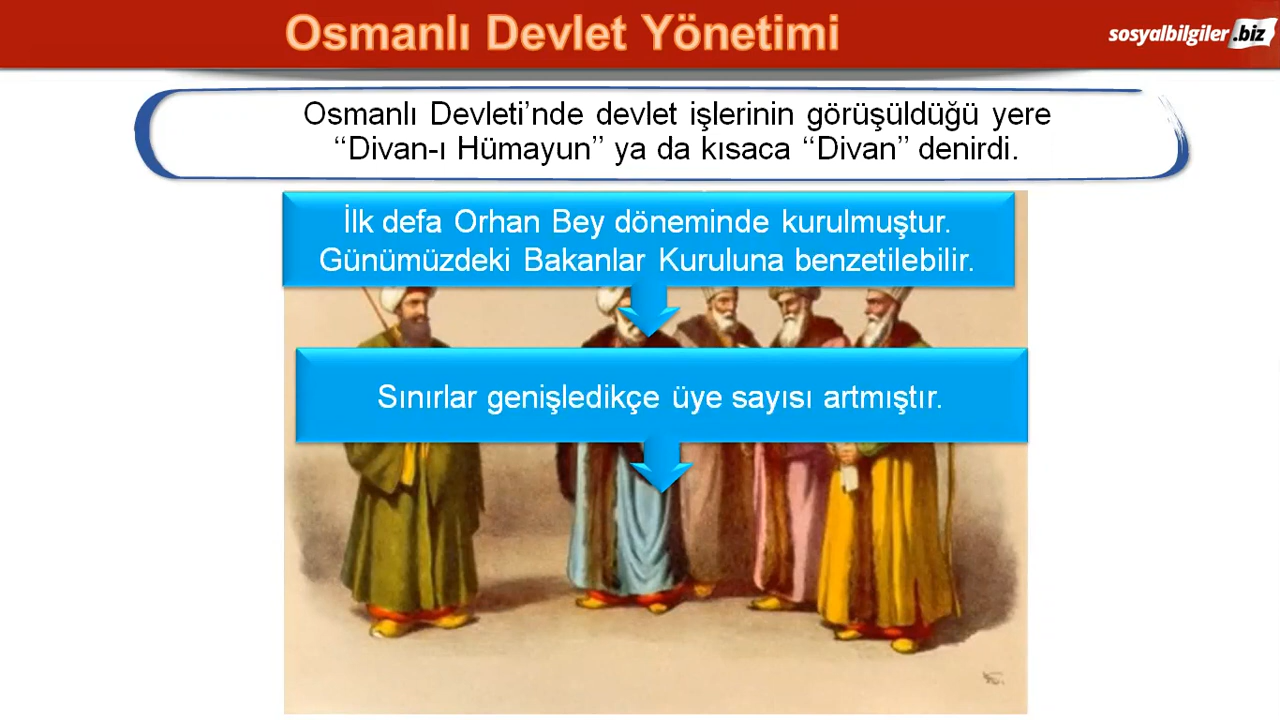 Osmanlı Devlet Yönetimi
sosyalbilgiler.biz
Osmanlı Devleti’nde devlet işlerinin görüşüldüğü yere
‘‘Divan-ı Hümayun’’ ya da kısaca ‘‘Divan’’ denirdi.
İlk defa Orhan Bey döneminde kurulmuştur.
Günümüzdeki Bakanlar Kuruluna benzetilebilir.
Sınırlar genişledikçe üye sayısı artmıştır.